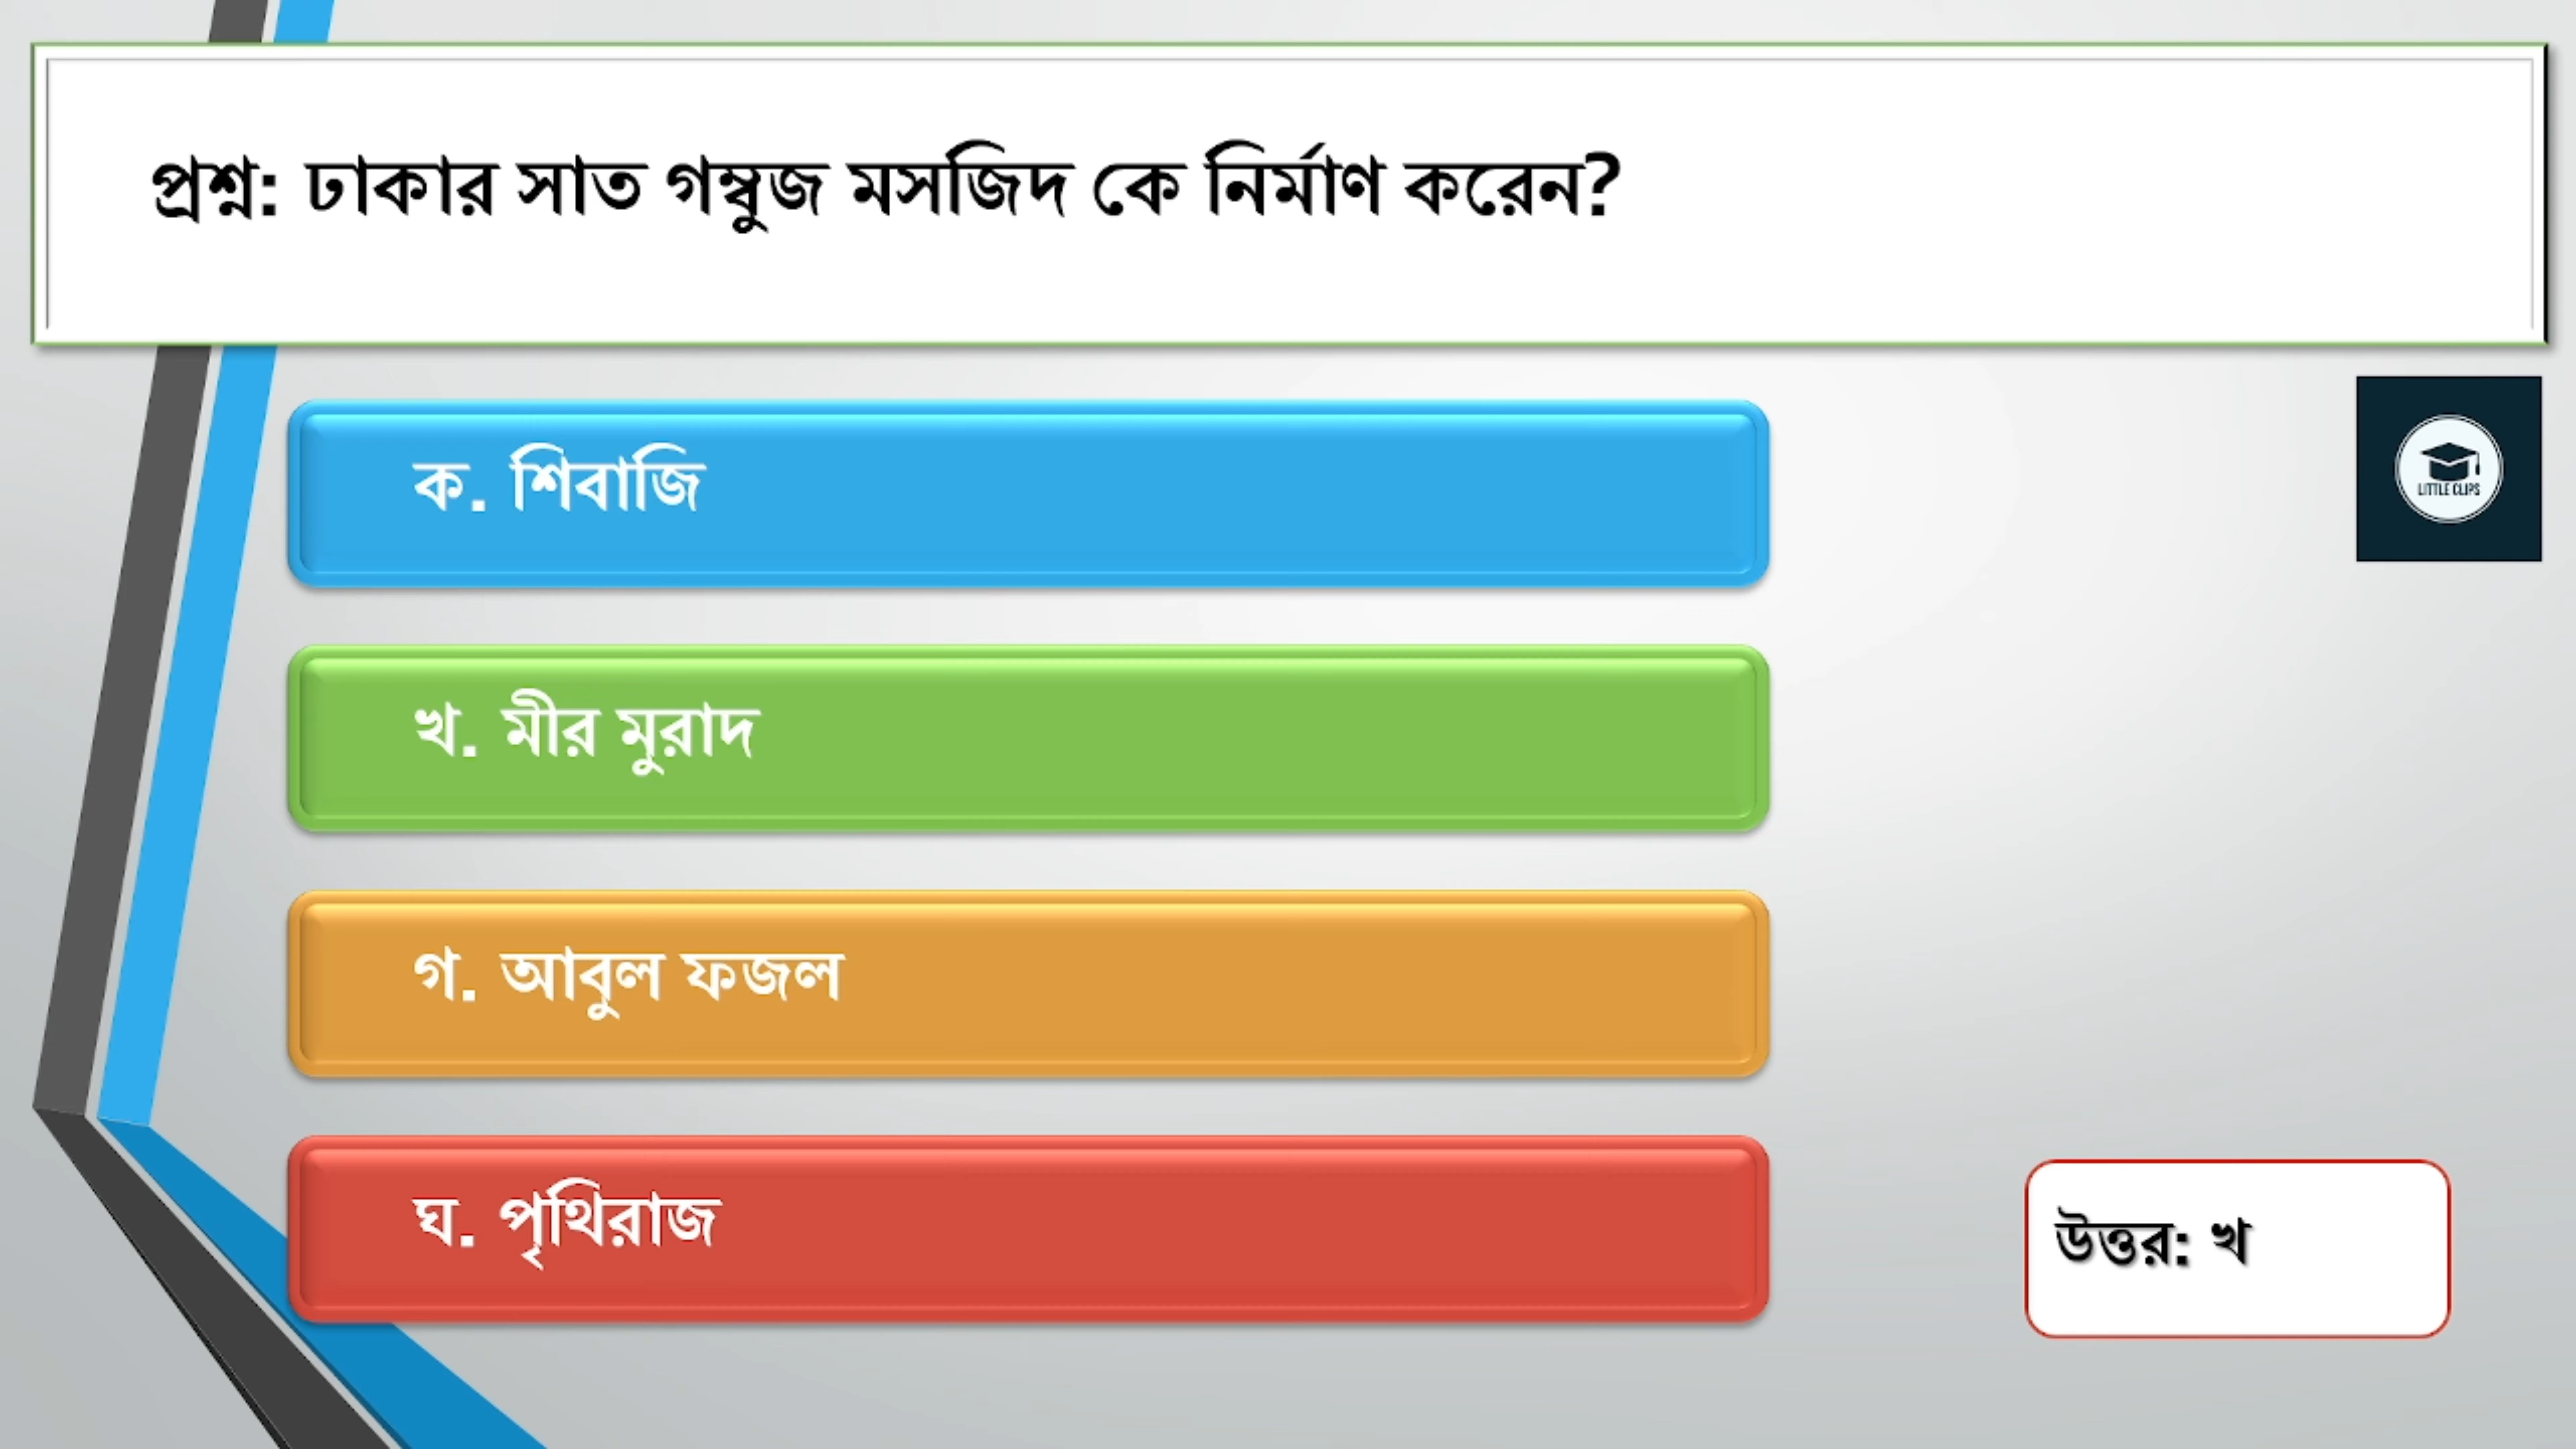 প্রশ্ন: ঢাকার সাত গম্বুজ মসজিদ কে নির্মাণ করেন?
ক. শিবাজি
LITTLE CLIPS
খ. মীর মুরাদ
গ. আবুল ফজল
ঘ. পৃথিরাজ
উত্তর: খ